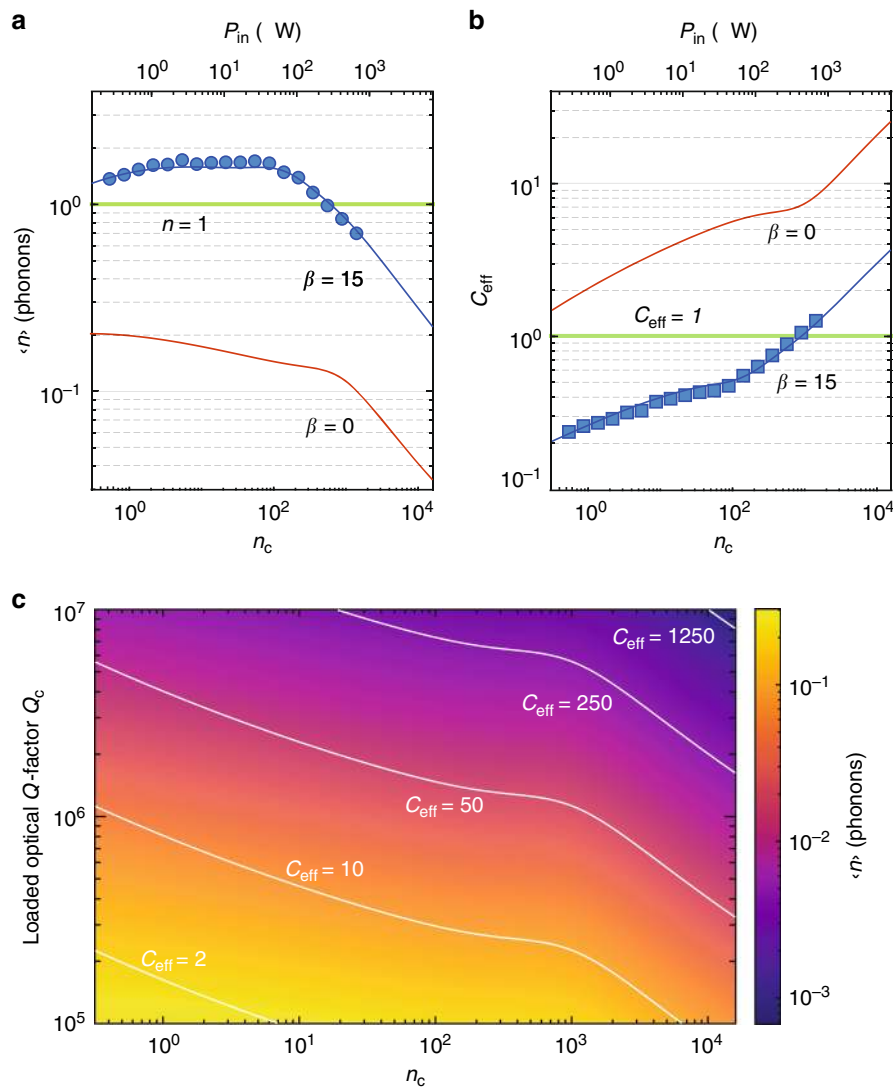 a
P_in ( W)
10^0 10^1 10^2 10^3
10^0
10^–1
‹n› (phonons)
n = 1
β = 15
β = 0
10^0 10^2 10^4
n_c
b
P_in ( W)
10^0 10^1 10^2 10^3
10^1
10^0
10^–1
C_eff
β = 0
C_eff = 1
β = 15
10^0 10^2 10^4
n_c
c
10^7
10^6
10^5
Loaded optical Q-factor Q_c
C_eff = 1250
C_eff = 250
C_eff = 50
C_eff = 10
C_eff = 2
10^0 10^1 10^2 10^3 10^4
n_c
10^–1
10^–2
10^–3
‹n› (phonons)